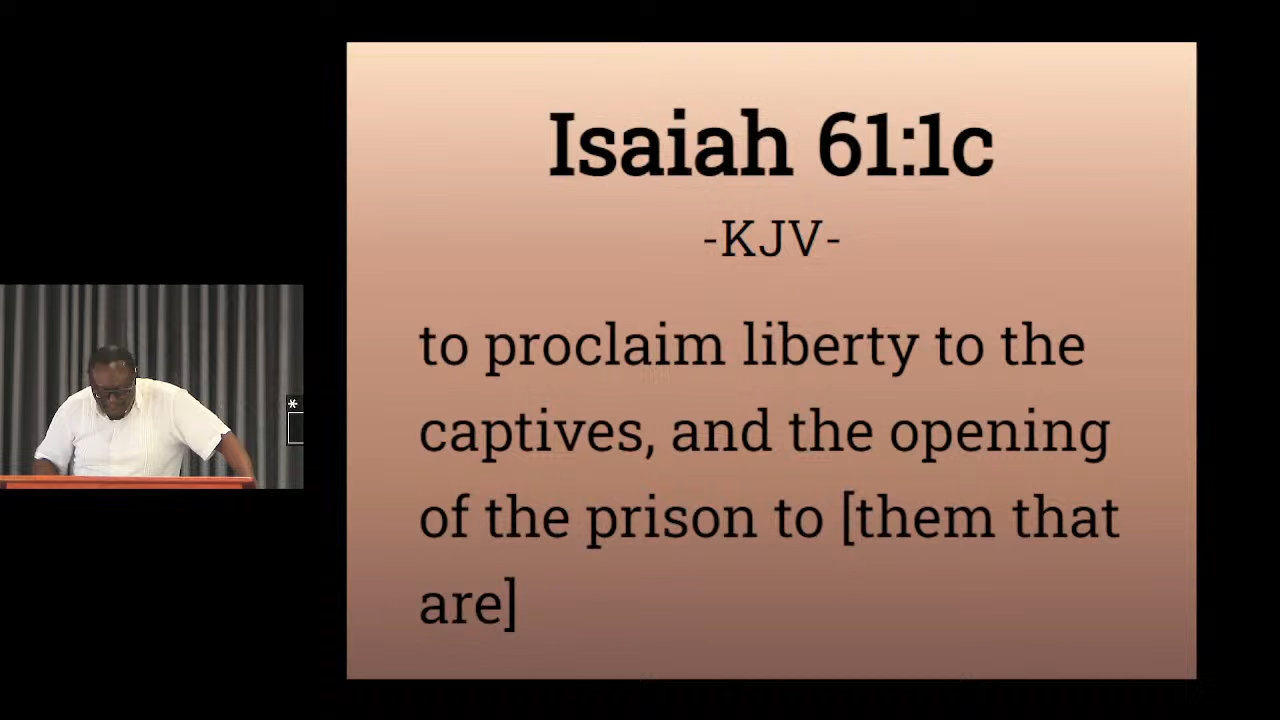 Isaiah 61:1c
-KJV-
to proclaim liberty to the
captives, and the opening
of the prison to [them that
are]